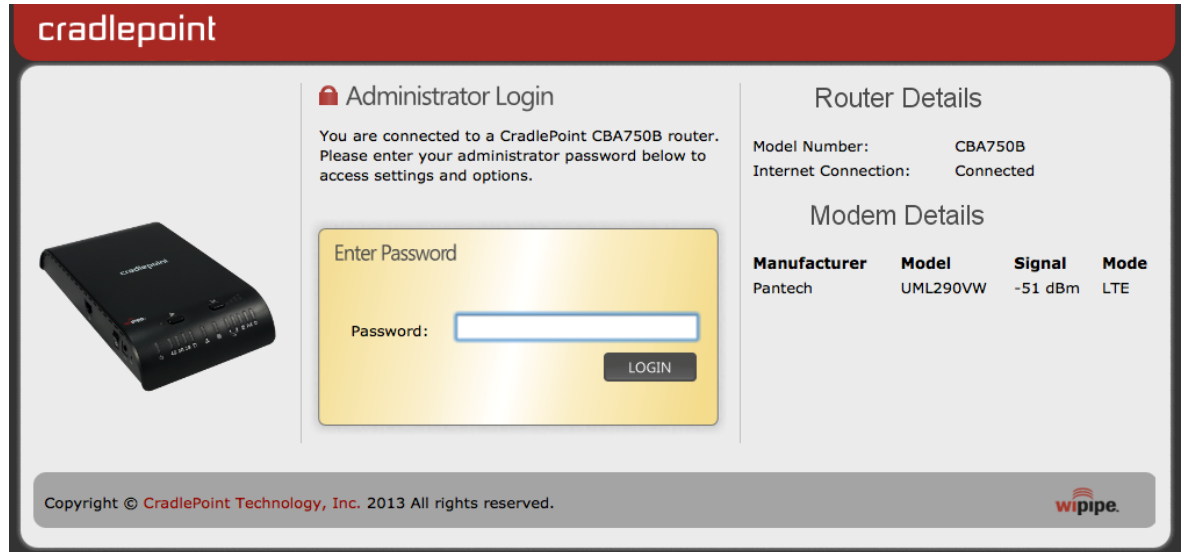 cradlepoint
Administrator Login
You are connected to a CradlePoint CBA750B router.
Please enter your administrator password below to
access settings and options.
Enter Password
Password:
LOGIN
Router Details
Model Number: CBA750B
Internet Connection: Connected
Modem Details
Manufacturer Model Signal Mode
Pantech UML290VW -51 dBm LTE
cradlepoint
Copyright © CradlePoint Technology, Inc. 2013 All rights reserved.
wipipe.